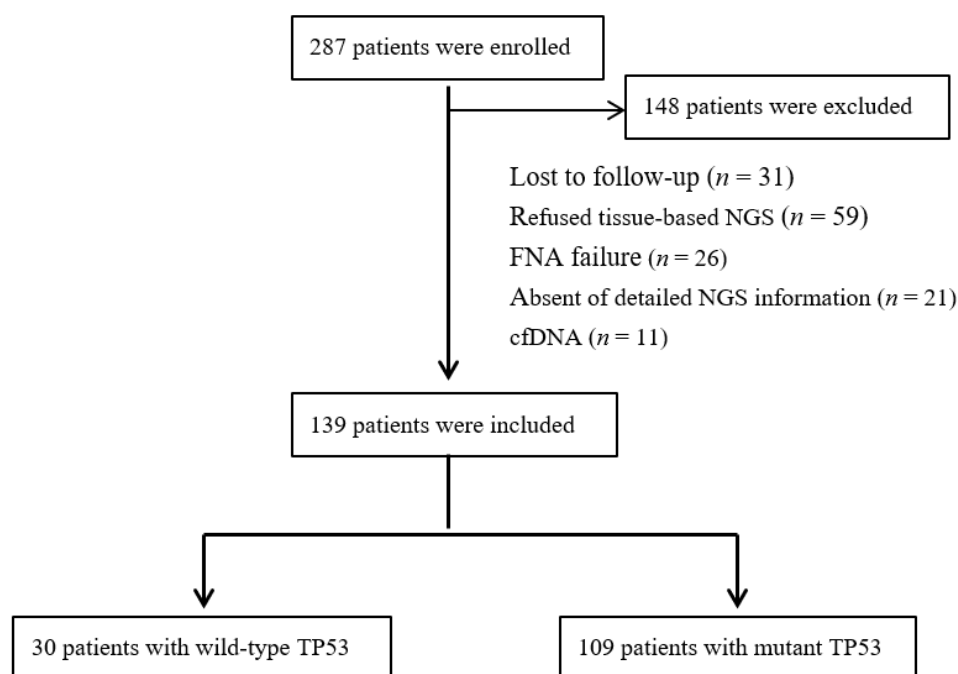 287 patients were enrolled
148 patients were excluded
Lost to follow-up (n = 31)
Refused tissue-based NGS (n = 59)
FNA failure (n = 26)
Absent of detailed NGS information (n = 21)
cfDNA (n = 11)
139 patients were included
30 patients with wild-type TP53
109 patients with mutant TP53